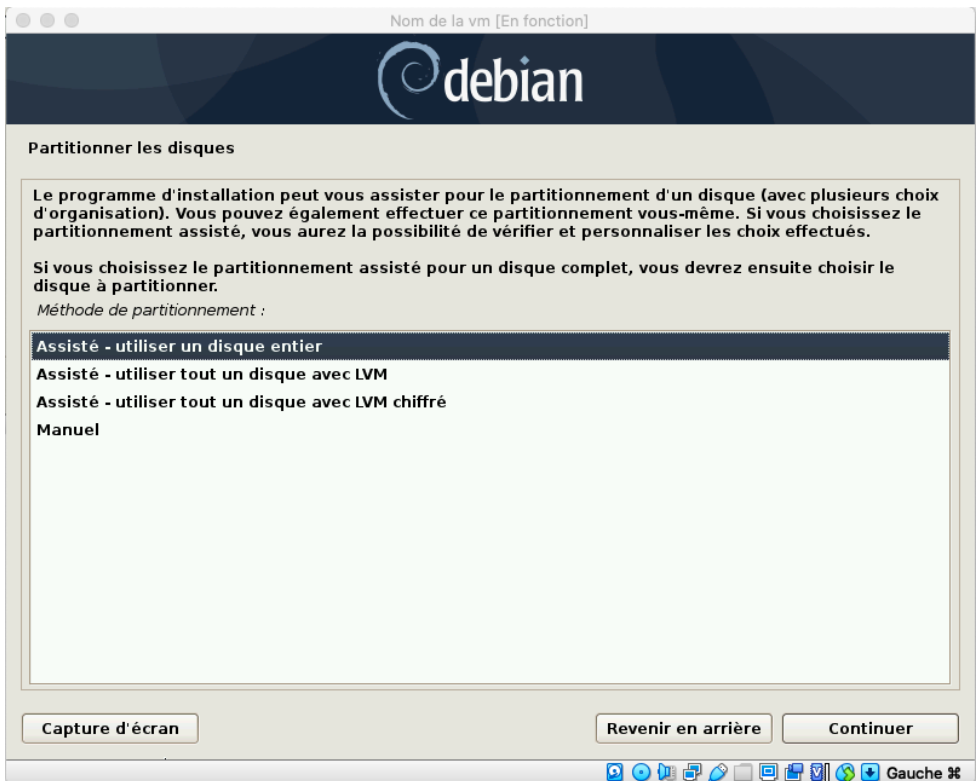 Nom de la vm [En fonction]
debian
Partitionner les disques
Le programme d'installation peut vous assister pour le partitionnement d'un disque (avec plusieurs choix
d'organisation). Vous pouvez également effectuer ce partitionnement vous-même. Si vous choisissez le
partitionnement assisté, vous aurez la possibilité de vérifier et personnaliser les choix effectués.
Si vous choisissez le partitionnement assisté pour un disque complet, vous devrez ensuite choisir le
disque à partitionner.
Méthode de partitionnement :
Assisté - utiliser un disque entier
Assisté - utiliser tout un disque avec LVM
Assisté - utiliser tout un disque avec LVM chiffré
Manuel
Capture d'écran
Revenir en arrière
Continuer
Gauche ⌘